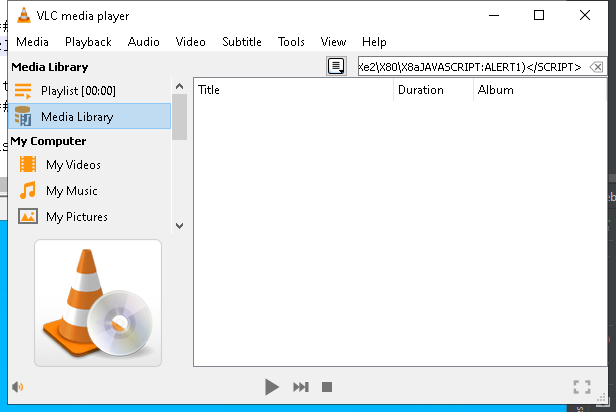 VLC media player
Media Playback Audio Video Subtitle Tools View Help
Media Library
Xe2\X80\X8aJAVASCRIPT:ALERT1)</SCRIPT>
Playlist [00:00]
Title Duration Album
Media Library
My Computer
My Videos
My Music
My Pictures